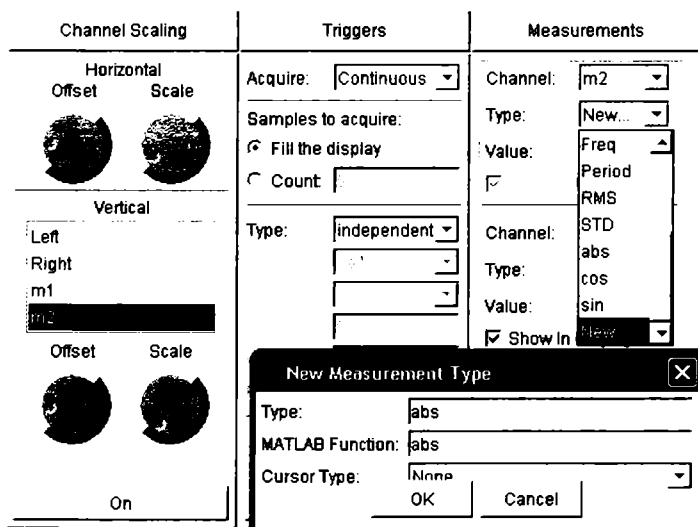 Channel Scaling
Horizontal
Offset Scale
Vertical
Left
Right
m1
m2
Offset Scale
On
Triggers
Acquire: Continuous
Samples to acquire:
Fill the display
Count:
Type: independent
Measurements
Channel: m2
Type: New...
Value:
Freq
Period
RMS
STD
abs
cos
sin
New
Channel:
Type:
Value:
Show In
New Measurement Type
Type: abs
MATLAB Function: abs
Cursor Type: None
OK Cancel